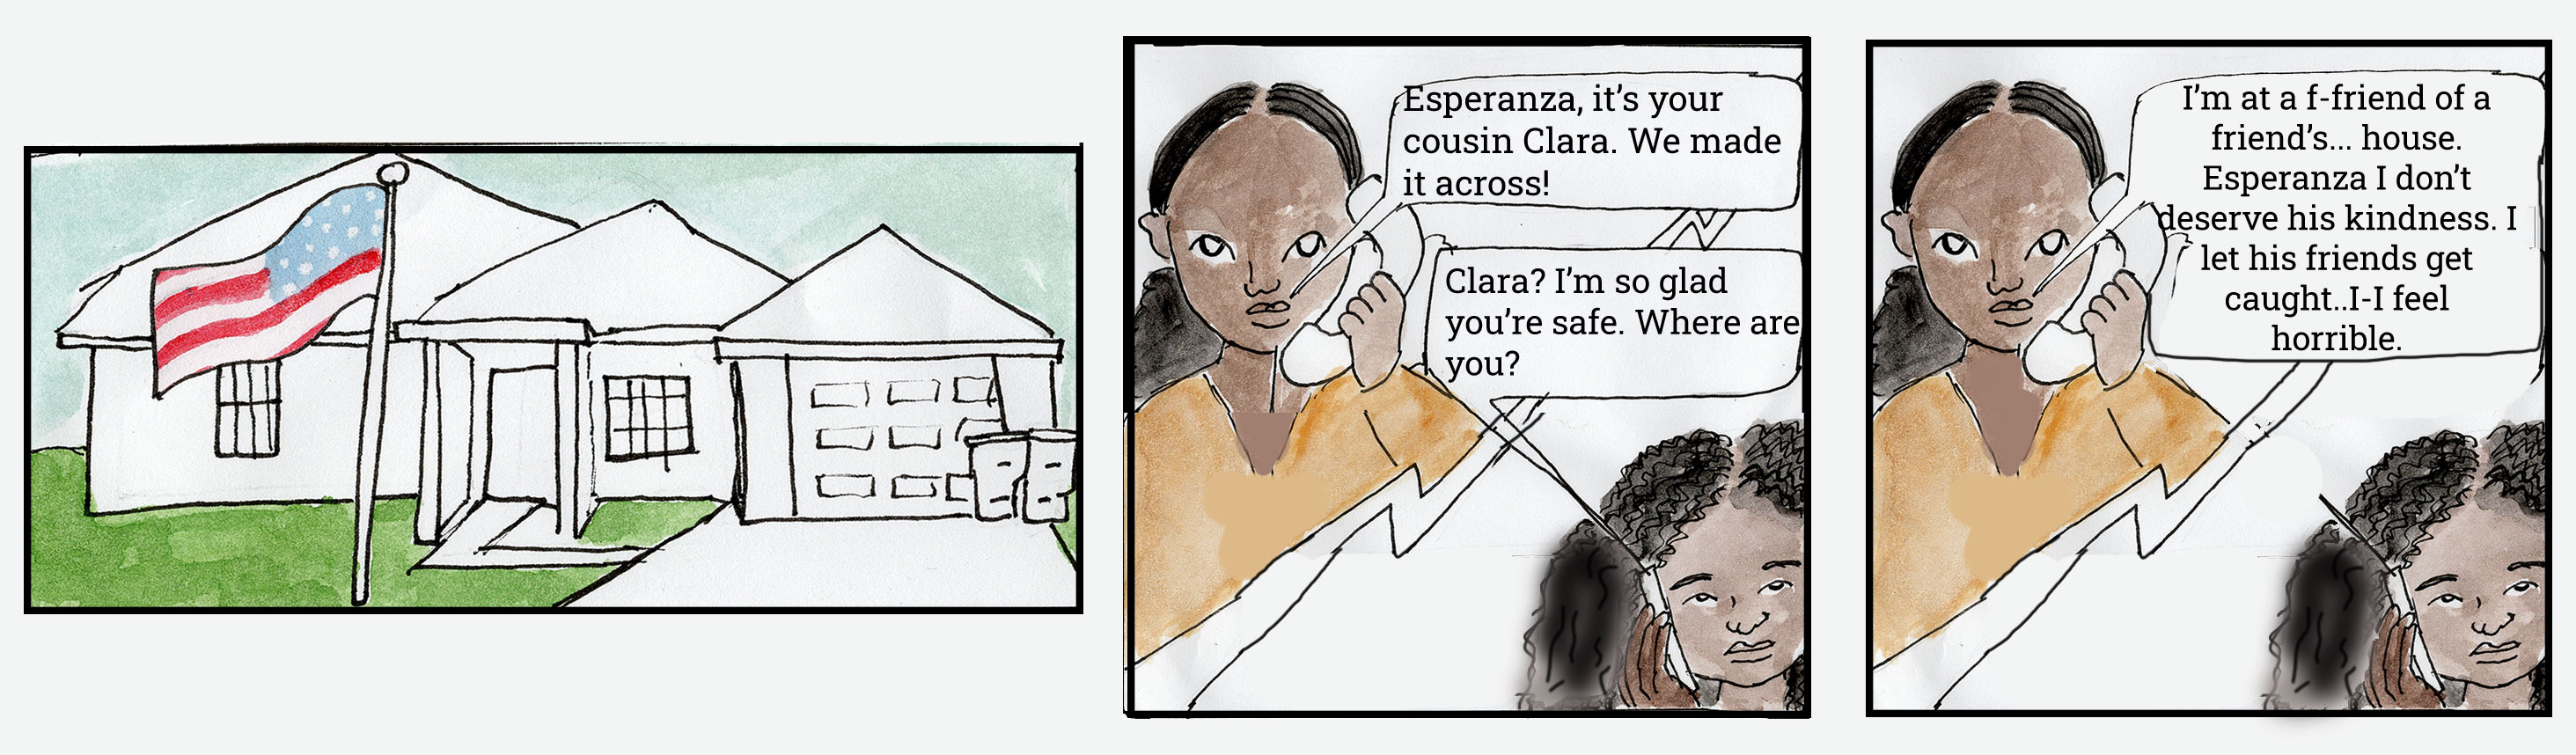 Esperanza, it’s your
cousin Clara. We made
it across!
Clara? I’m so glad
you’re safe. Where are
you?
I’m at a f-friend of a
friend’s... house.
Esperanza I don’t
deserve his kindness. I
let his friends get
caught..I-I feel
horrible.